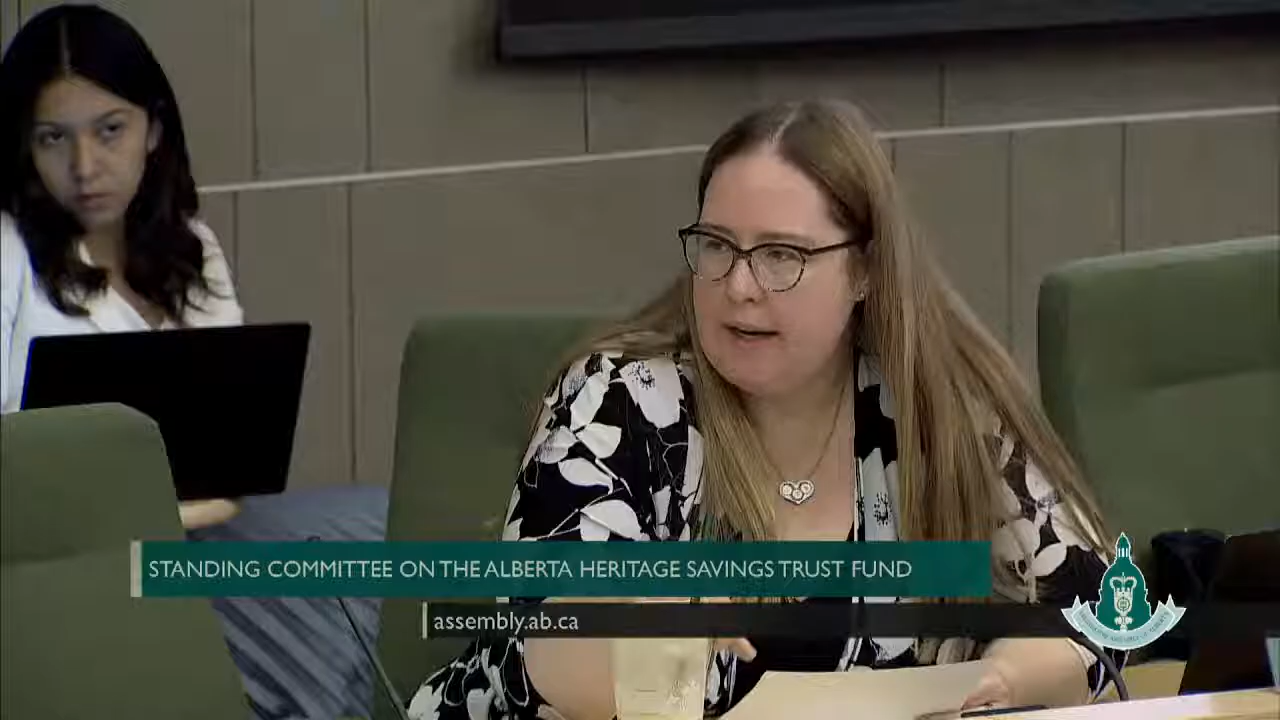 STANDING COMMITTEE ON THE ALBERTA HERITAGE SAVINGS TRUST FUND
assembly.ab.ca